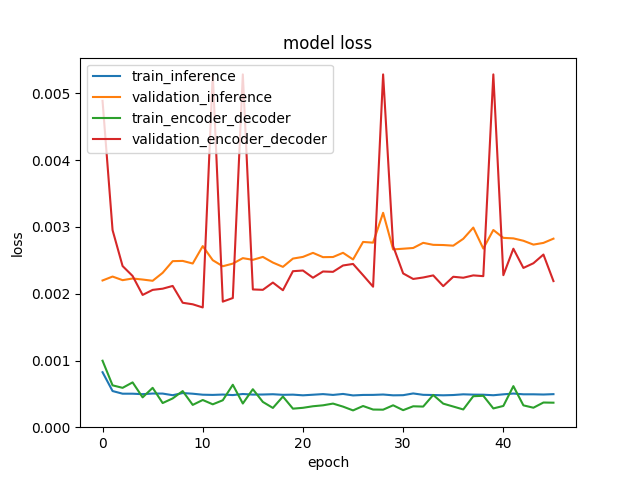 model loss
train_inference
validation_inference
train_encoder_decoder
validation_encoder_decoder
0.005
0.004
0.003
0.002
0.001
0.000
loss
0 10 20 30 40
epoch